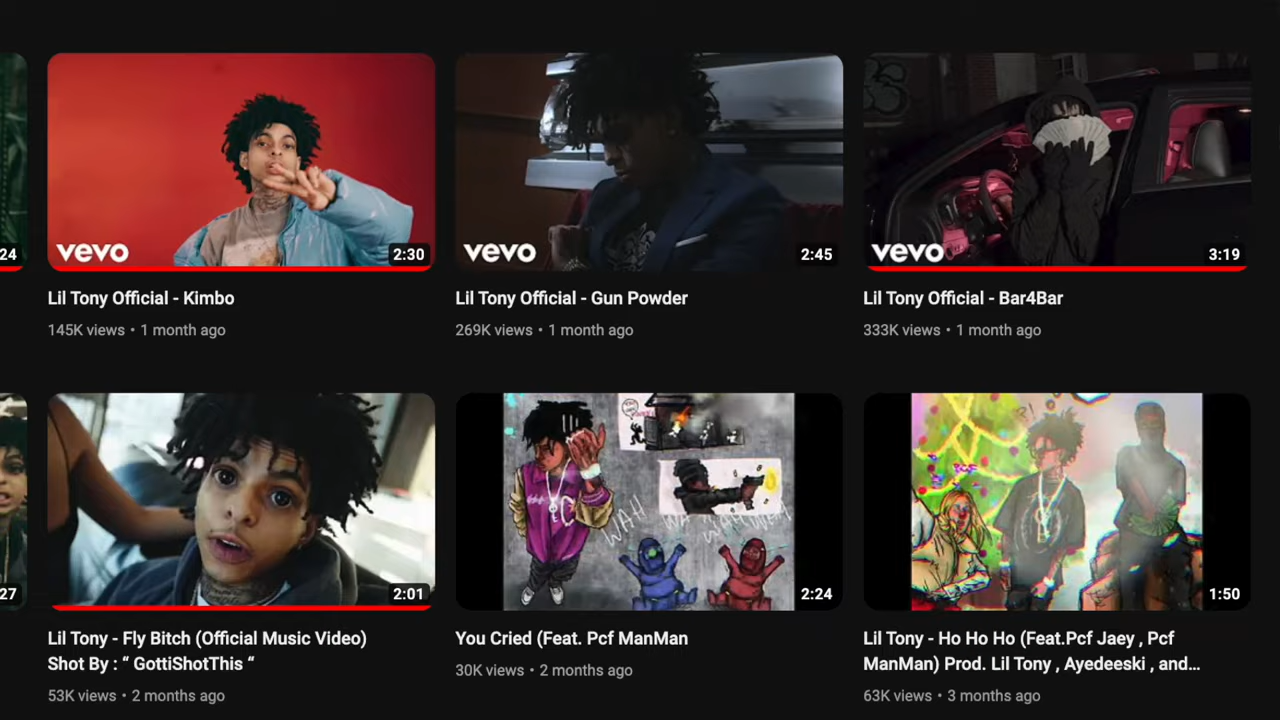 24
vevo
2:30
vevo
2:45
vevo
3:19
Lil Tony Official - Kimbo
Lil Tony Official - Gun Powder
Lil Tony Official - Bar4Bar
145K views • 1 month ago
269K views • 1 month ago
333K views • 1 month ago
27
2:01
WAH
2:24
1:50
Lil Tony - Fly Bitch (Official Music Video)
Shot By : “ GottiShotThis “
53K views • 2 months ago
You Cried (Feat. Pcf ManMan
30K views • 2 months ago
Lil Tony - Ho Ho Ho (Feat.Pcf Jaey , Pcf
ManMan) Prod. Lil Tony , Ayedeeski , and...
63K views • 3 months ago